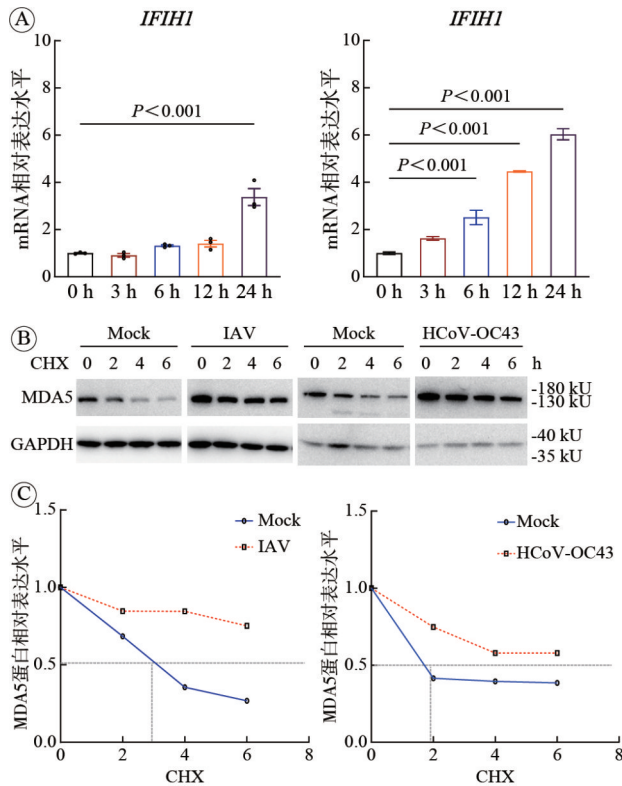 A
IFIH1
IFIH1
mRNA相对表达水平
10
8
6
4
2
0
P＜0.001
0 h 3 h 6 h 12 h 24 h
mRNA相对表达水平
10
8
6
4
2
0
P＜0.001
P＜0.001
P＜0.001
0 h 3 h 6 h 12 h 24 h
B
Mock IAV Mock HCoV-OC43
CHX 0 2 4 6 0 2 4 6 0 2 4 6 0 2 4 6 h
MDA5
-180 kU
-130 kU
GAPDH
-40 kU
-35 kU
C
MDA5蛋白相对表达水平
1.5
1.0
0.5
0.0
Mock
IAV
0 2 4 6 8
CHX
MDA5蛋白相对表达水平
1.5
1.0
0.5
0.0
Mock
HCoV-OC43
0 2 4 6 8
CHX